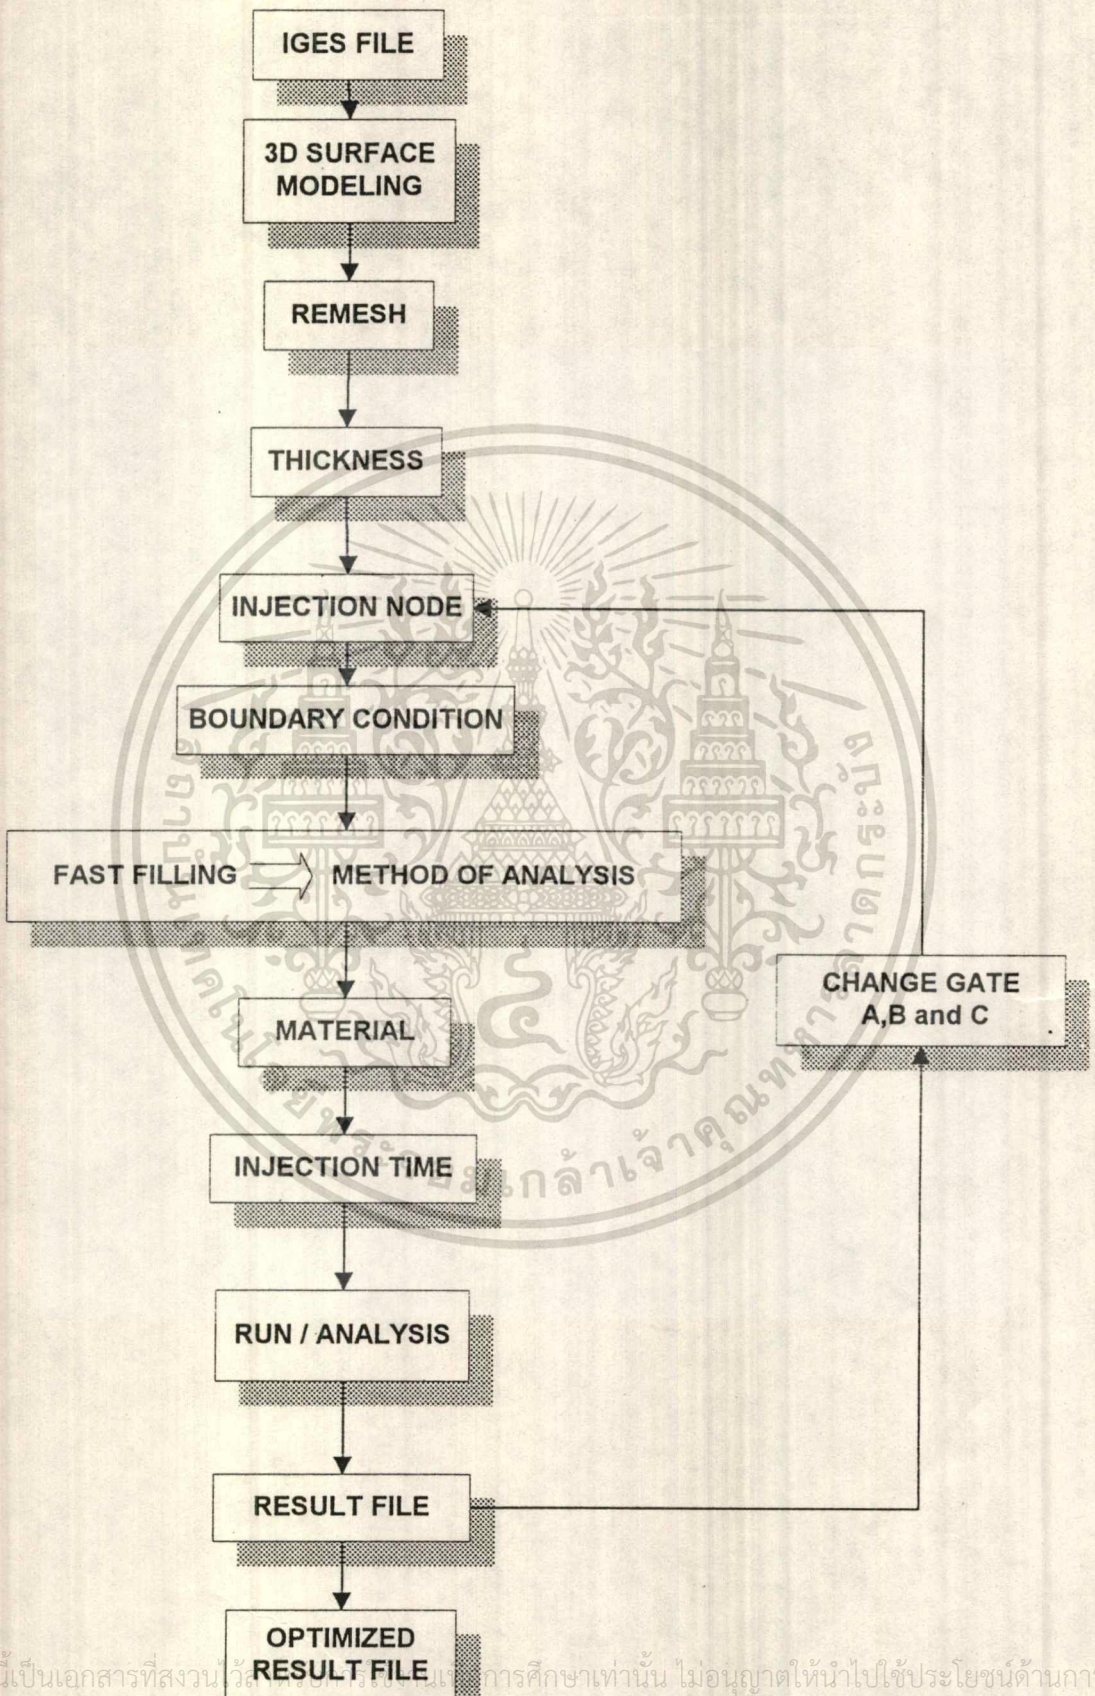 IGES FILE
3D SURFACE
MODELING
REMESH
THICKNESS
INJECTION NODE
BOUNDARY CONDITION
FAST FILLING METHOD OF ANALYSIS
MATERIAL
CHANGE GATE
A,B and C
INJECTION TIME
RUN / ANALYSIS
RESULT FILE
OPTIMIZED
RESULT FILE
เป็นเอกสารที่สงวนไว้ การศึกษาเท่านั้น ไม่อนุญาตให้นำไปใช้ประโยชน์ด้านการ